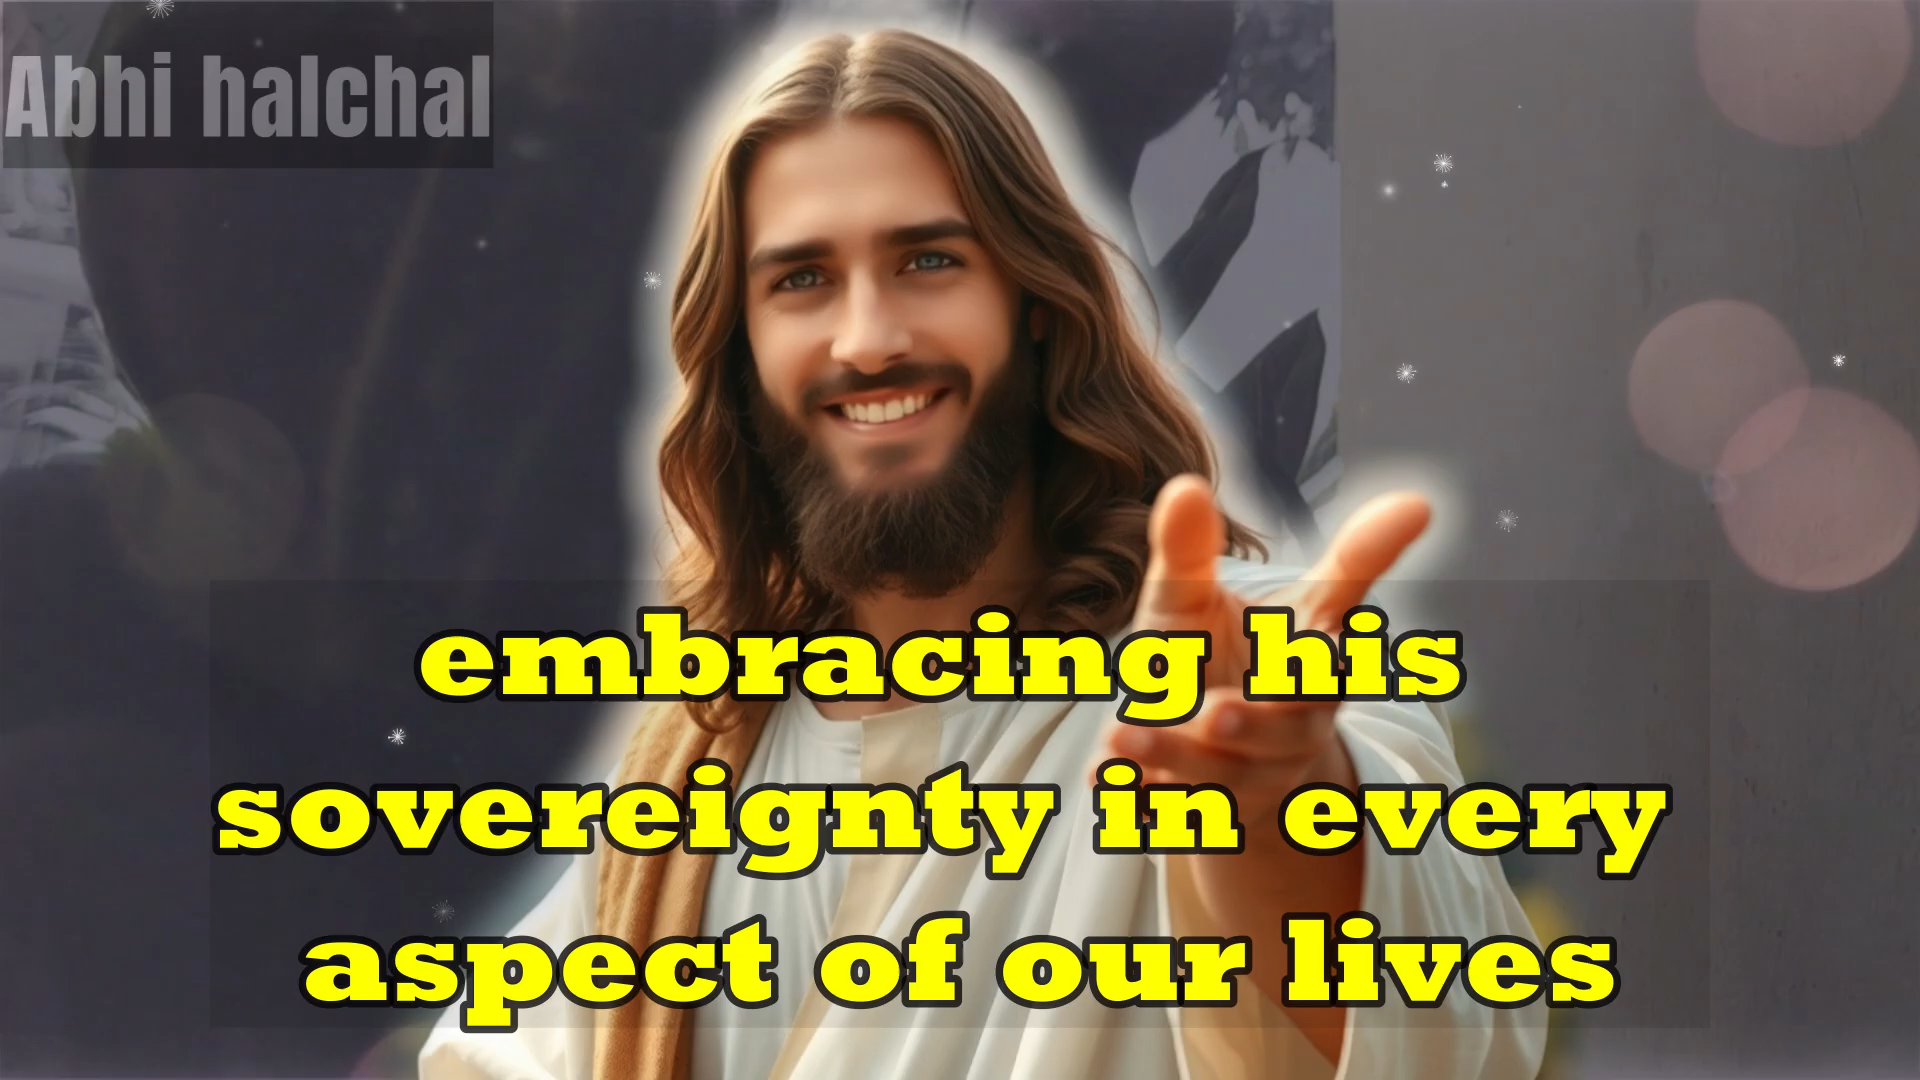 Abhi halchal
embracing his
sovereignty in every
aspect of our lives